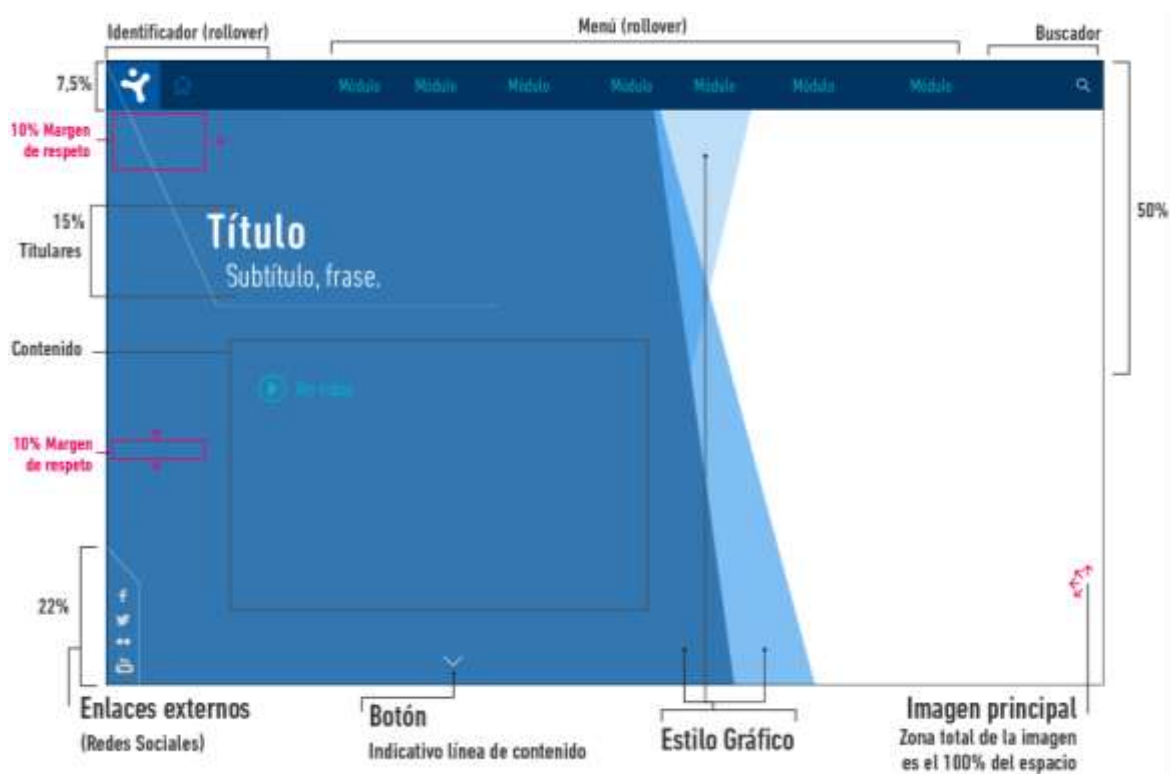 Identificador (rollover)
Menú (rollover)
Buscador
7,5%
Módulo Módulo Módulo Módulo Módulo Módulo Módulo
10% Margen
de respeto
15%
Titulares
50%
Título
Subtítulo, frase.
Contenido
Ver video
10% Margen
de respeto
22%
Enlaces externos
(Redes Sociales)
Botón
Indicativo línea de contenido
Estilo Gráfico
Imagen principal
Zona total de la imagen
es el 100% del espacio